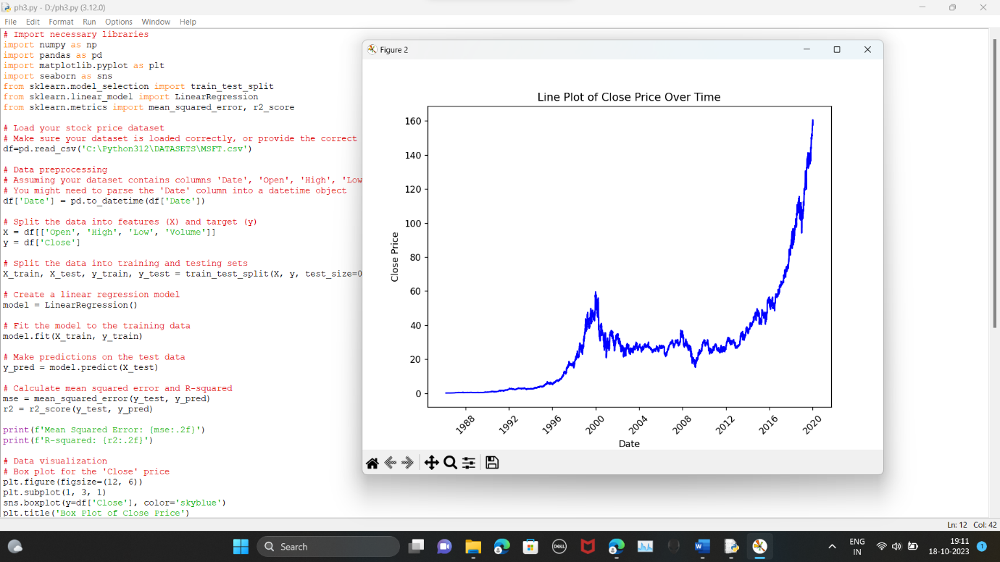 ph3.py - D:/ph3.py (3.12.0)
File Edit Format Run Options Window Help
# Import necessary libraries
import numpy as np
import pandas as pd
import matplotlib.pyplot as plt
import seaborn as sns
from sklearn.model_selection import train_test_split
from sklearn.linear_model import LinearRegression
from sklearn.metrics import mean_squared_error, r2_score
# Load your stock price dataset
# Make sure your dataset is loaded correctly, or provide the correct
df=pd.read_csv('C:\Python312\DATASETS\MSFT.csv')
# Data preprocessing
# Assuming your dataset contains columns 'Date', 'Open', 'High', 'Low
# You might need to parse the 'Date' column into a datetime object
df['Date'] = pd.to_datetime(df['Date'])
# Split the data into features (X) and target (y)
X = df[['Open', 'High', 'Low', 'Volume']]
y = df['Close']
# Split the data into training and testing sets
X_train, X_test, y_train, y_test = train_test_split(X, y, test_size=0
# Create a linear regression model
model = LinearRegression()
# Fit the model to the training data
model.fit(X_train, y_train)
# Make predictions on the test data
y_pred = model.predict(X_test)
# Calculate mean squared error and R-squared
mse = mean_squared_error(y_test, y_pred)
r2 = r2_score(y_test, y_pred)
print(f'Mean Squared Error: {mse:.2f}')
print(f'R-squared: {r2:.2f}')
# Data visualization
# Box plot for the 'Close' price
plt.figure(figsize=(12, 6))
plt.subplot(1, 3, 1)
sns.boxplot(y=df['Close'], color='skyblue')
plt.title('Box Plot of Close Price')
Figure 2
Line Plot of Close Price Over Time
160
140
120
100
80
60
40
20
0
Close Price
1988 1992 1996 2000 2004 2008 2012 2016 2020
Date
Ln: 12 Col: 42
Search
DELL
W
ENG
IN
19:11
18-10-2023
1